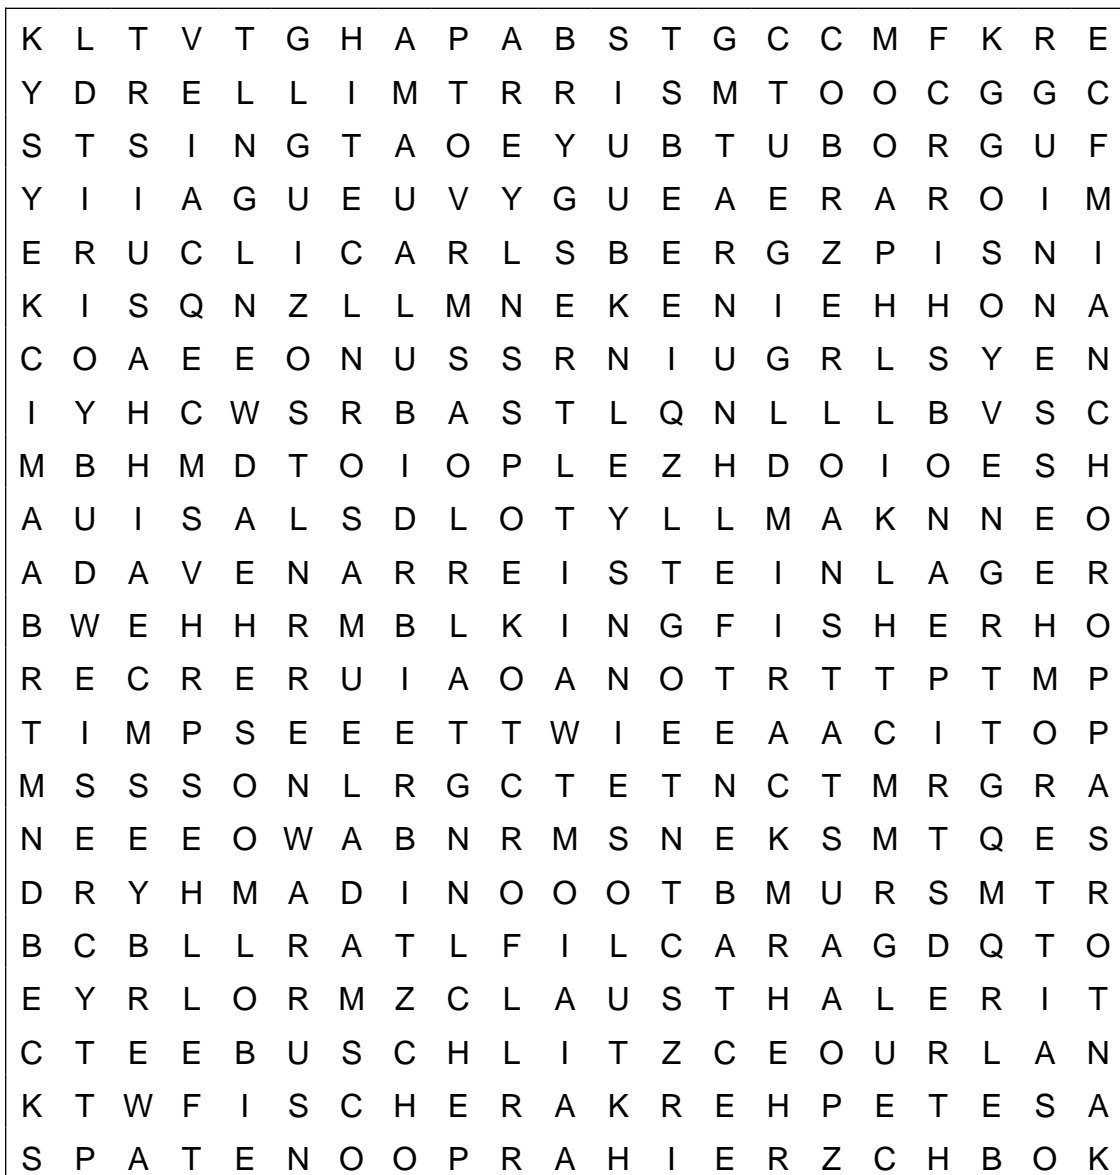 K L T V T G H A P A B S T G C C M F K R E
Y D R E L L I M T R R I S M T O O C G G C
S T S I N G T A O E Y U B T U B O R G U F
Y I I A G U E U V Y G U E A E R A R O I M
E R U C L I C A R L S B E R G Z P I S N I
K I S Q N Z L L M N E K E N I E H H O N A
C O A E E O N U S S R N I U G R L S Y E N
I Y H C W S R B A S T L Q N L L L B V S C
M B H M D T O I O P L E Z H D O I O E S H
A U I S A L S D L O T Y L L M A K N N E O
A D A V E N A R R E I S T E I N L A G E R
B W E H H R M B L K I N G F I S H E R H O
R E C R E R U I A O A N O T R T T P T M P
T I M P S E E E T T W I E E A A C I T O P
M S S S O N L R G C T E T N C T M R G R A
N E E E O W A B N R M S N E K S M T Q E S
D R Y H M A D I N O O O T B M U R S M T R
B C B L L R A T L F I L C A R A G D Q T O
E Y R L O R M Z C L A U S T H A L E R I T
C T E E B U S C H L I T Z C E O U R L A N
K T W F I S C H E R A K R E H P E T E S A
S P A T E N O O P R A H I E R Z C H B O K